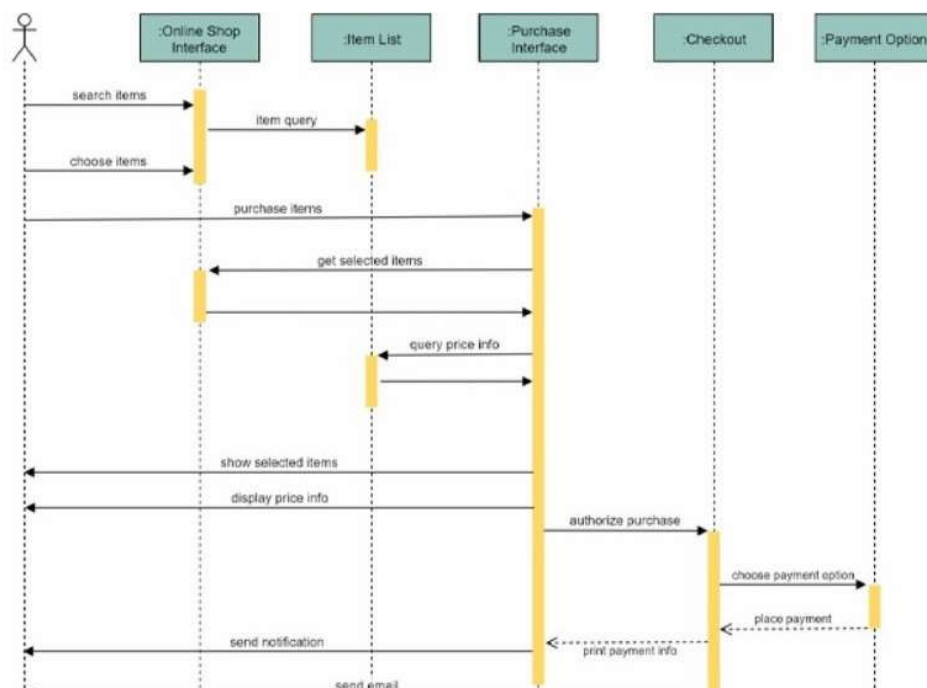 :Online Shop
Interface
:Item List
:Purchase
Interface
:Checkout
:Payment Option
search items
item query
choose items
purchase items
get selected items
query price info
show selected items
display price info
authorize purchase
choose payment option
place payment
send notification
print payment info
send email